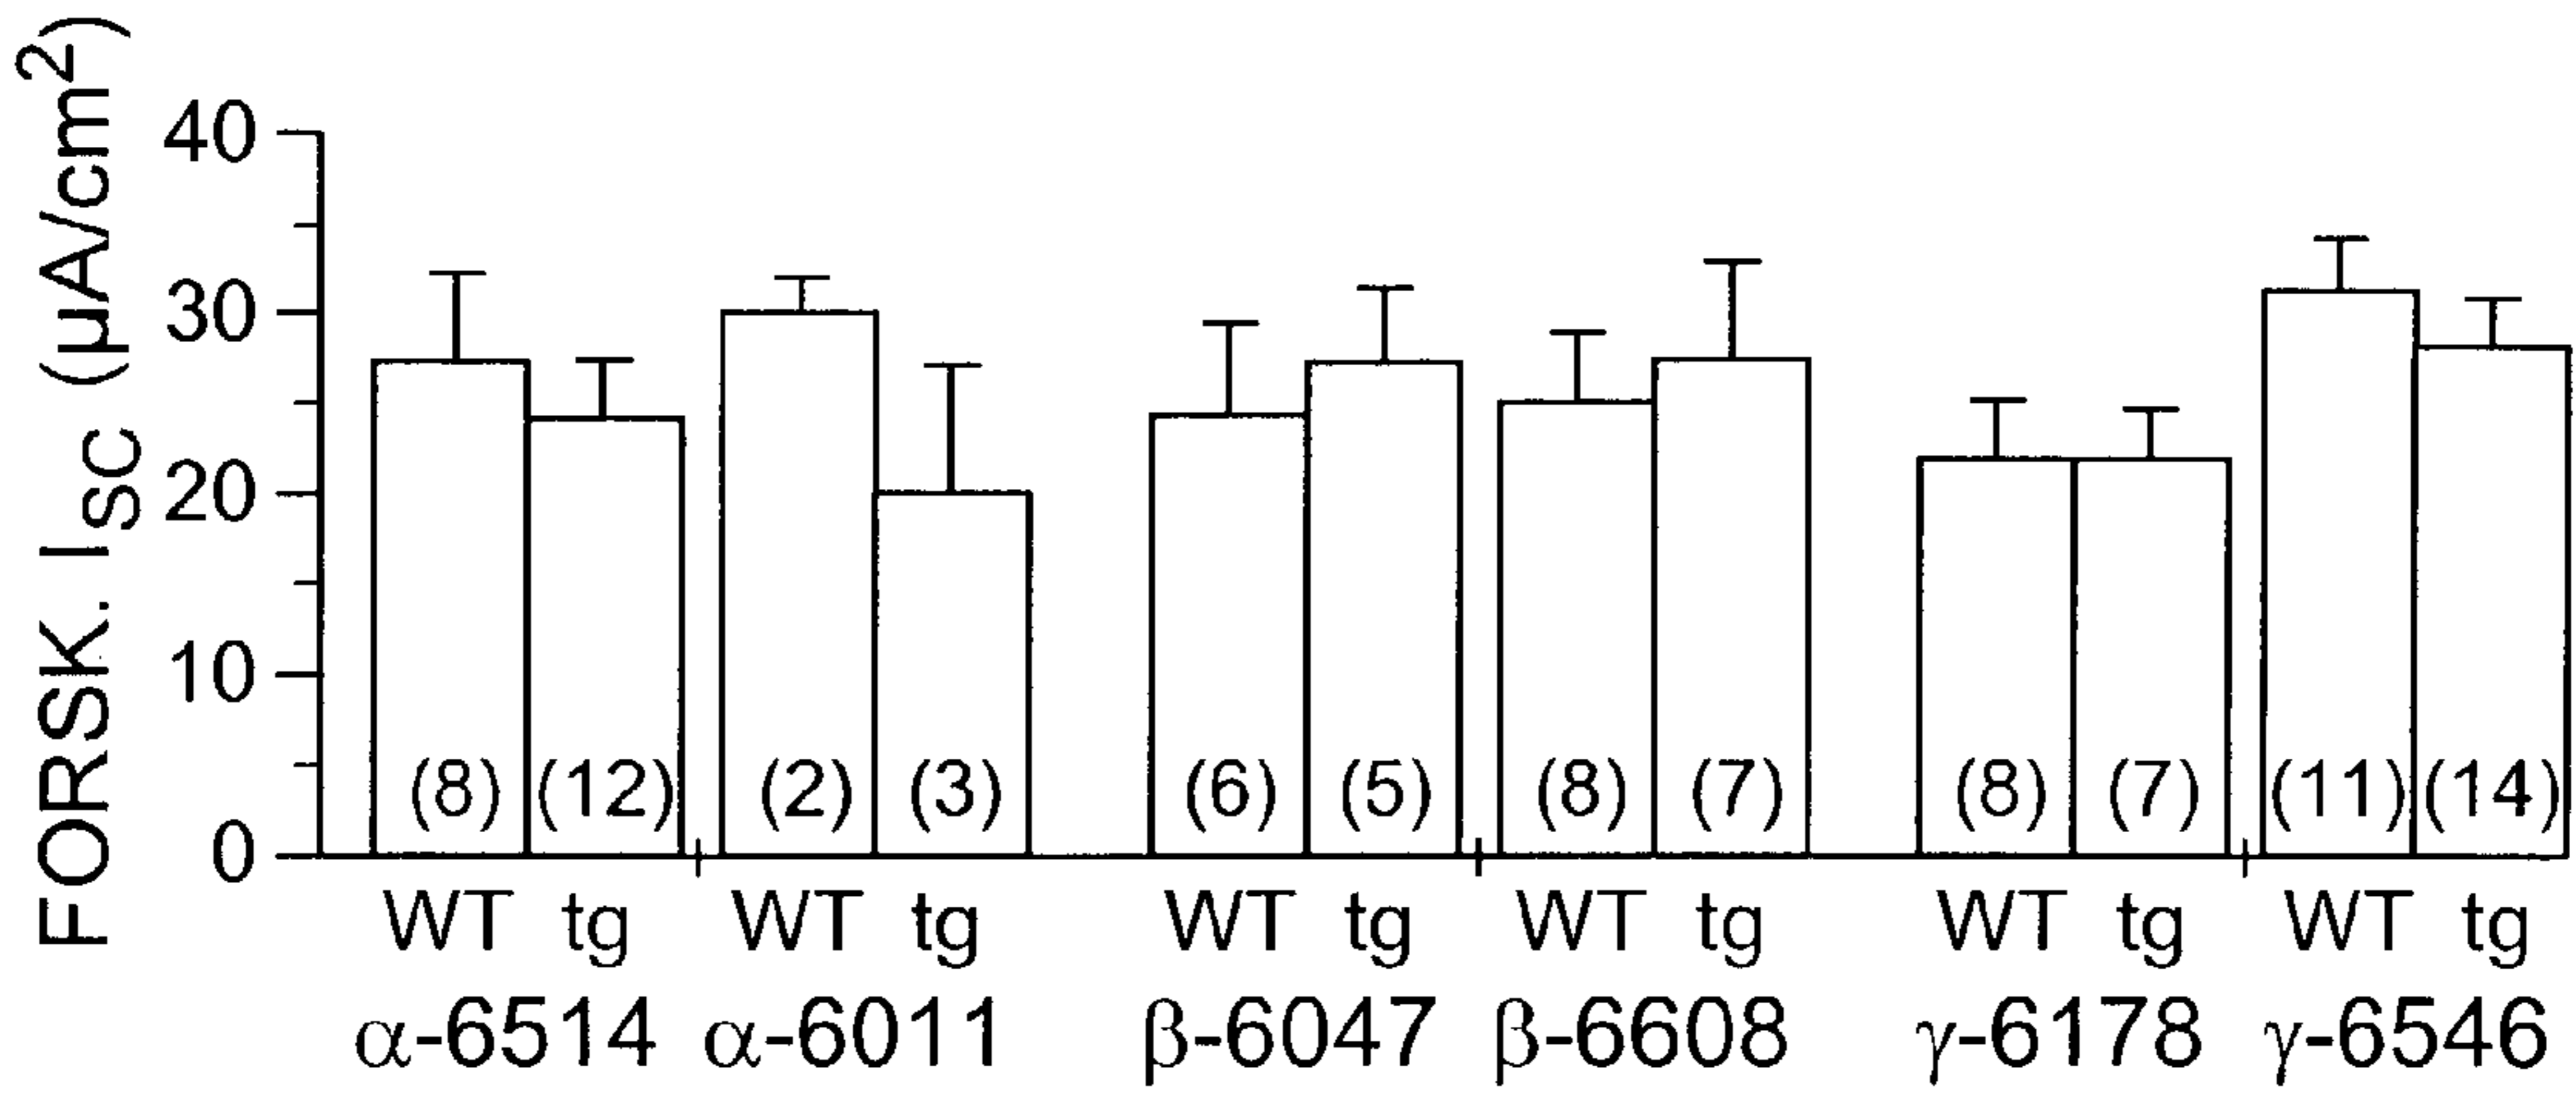 FORSK. ISC (µA/cm²)
40
30
20
10
0
(8) (12) (2) (3) (6) (5) (8) (7) (8) (7) (11) (14)
WT tg WT tg WT tg WT tg WT tg WT tg
α-6514 α-6011 β-6047 β-6608 γ-6178 γ-6546